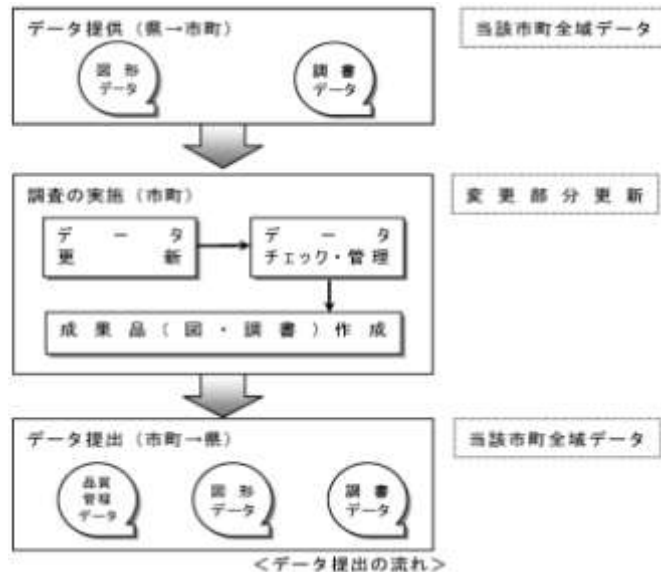 データ提供（県→市町）
当該市町全域データ
図形
データ
調書
データ
調査の実施（市町）
変更部分更新
データ
更新
データ
チェック・管理
成果品（図・調書）作成
データ提出（市町→県）
当該市町全域データ
品質
管理
データ
図形
データ
調書
データ
＜データ提出の流れ＞